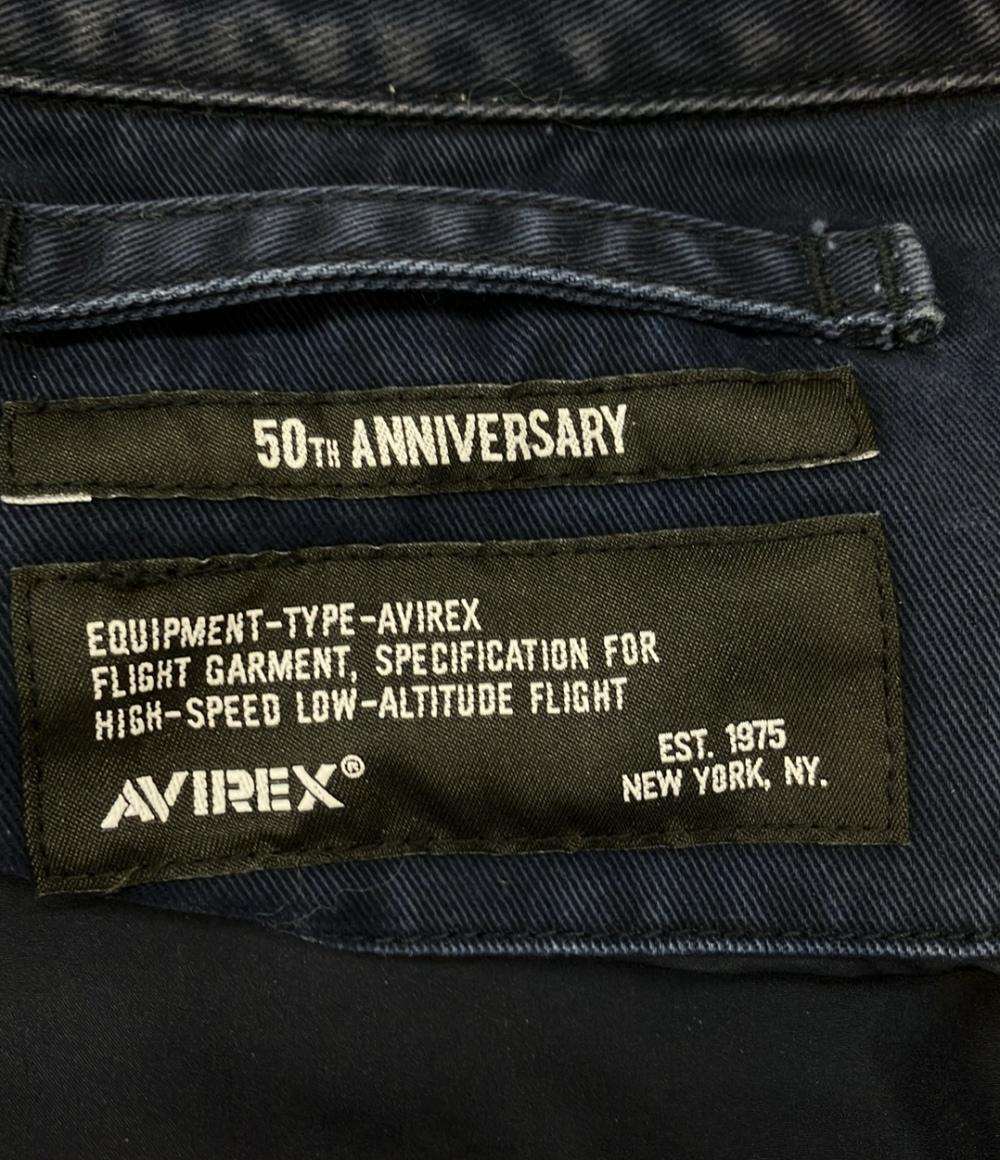 50TH ANNIVERSARY
EQUIPMENT-TYPE-AVIREX
FLIGHT GARMENT, SPECIFICATION FOR
HIGH-SPEED LOW-ALTITUDE FLIGHT
AVIREX®
EST. 1975
NEW YORK, NY.